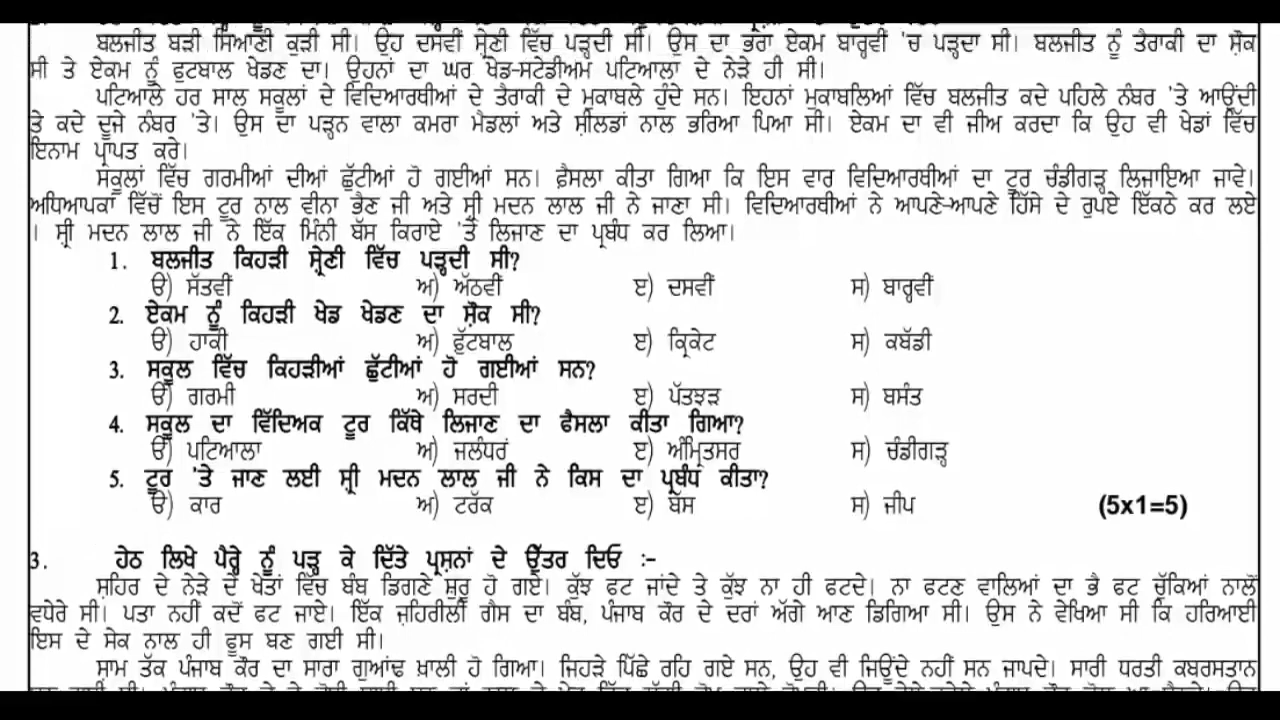 ਬਲਜੀਤ ਬੜੀ ਸਿਆਣੀ ਕੁੜੀ ਸੀ। ਉਹ ਦਸਵੀਂ ਸ਼੍ਰੇਣੀ ਵਿੱਚ ਪੜ੍ਹਦੀ ਸੀ। ਉਸ ਦਾ ਭਰਾ ਏਕਮ ਬਾਰ੍ਹਵੀਂ 'ਚ ਪੜ੍ਹਦਾ ਸੀ। ਬਲਜੀਤ ਨੂੰ ਤੈਰਾਕੀ ਦਾ ਸ਼ੌਕ
ਸੀ ਤੇ ਏਕਮ ਨੂੰ ਫੁਟਬਾਲ ਖੇਡਣ ਦਾ। ਉਹਨਾਂ ਦਾ ਘਰ ਖੇਡ-ਸਟੇਡੀਅਮ ਪਟਿਆਲਾ ਦੇ ਨੇੜੇ ਹੀ ਸੀ।
ਪਟਿਆਲੇ ਹਰ ਸਾਲ ਸਕੂਲਾਂ ਦੇ ਵਿਦਿਆਰਥੀਆਂ ਦੇ ਤੈਰਾਕੀ ਦੇ ਮੁਕਾਬਲੇ ਹੁੰਦੇ ਸਨ। ਇਹਨਾਂ ਮੁਕਾਬਲਿਆਂ ਵਿੱਚ ਬਲਜੀਤ ਕਦੇ ਪਹਿਲੇ ਨੰਬਰ 'ਤੇ ਆਉਂਦੀ
ਤੇ ਕਦੇ ਦੂਜੇ ਨੰਬਰ 'ਤੇ। ਉਸ ਦਾ ਪੜ੍ਹਨ ਵਾਲਾ ਕਮਰਾ ਮੈਡਲਾਂ ਅਤੇ ਸ਼ੀਲਡਾਂ ਨਾਲ ਭਰਿਆ ਪਿਆ ਸੀ। ਏਕਮ ਦਾ ਵੀ ਜੀਅ ਕਰਦਾ ਕਿ ਉਹ ਵੀ ਖੇਡਾਂ ਵਿੱਚ
ਇਨਾਮ ਪ੍ਰਾਪਤ ਕਰੇ।
ਸਕੂਲਾਂ ਵਿੱਚ ਗਰਮੀਆਂ ਦੀਆਂ ਛੁੱਟੀਆਂ ਹੋ ਗਈਆਂ ਸਨ। ਫ਼ੈਸਲਾ ਕੀਤਾ ਗਿਆ ਕਿ ਇਸ ਵਾਰ ਵਿਦਿਆਰਥੀਆਂ ਦਾ ਟੂਰ ਚੰਡੀਗੜ੍ਹ ਲਿਜਾਇਆ ਜਾਵੇ।
ਅਧਿਆਪਕਾਂ ਵਿੱਚੋਂ ਇਸ ਟੂਰ ਨਾਲ ਵੀਨਾ ਭੈਣ ਜੀ ਅਤੇ ਸ੍ਰੀ ਮਦਨ ਲਾਲ ਜੀ ਨੇ ਜਾਣਾ ਸੀ। ਵਿਦਿਆਰਥੀਆਂ ਨੇ ਆਪਣੇ-ਆਪਣੇ ਹਿੱਸੇ ਦੇ ਰੁਪਏ ਇੱਕਠੇ ਕਰ ਲਏ
। ਸ੍ਰੀ ਮਦਨ ਲਾਲ ਜੀ ਨੇ ਇੱਕ ਮਿੰਨੀ ਬੱਸ ਕਿਰਾਏ 'ਤੇ ਲਿਜਾਣ ਦਾ ਪ੍ਰਬੰਧ ਕਰ ਲਿਆ।
1. ਬਲਜੀਤ ਕਿਹੜੀ ਸ਼੍ਰੇਣੀ ਵਿੱਚ ਪੜ੍ਹਦੀ ਸੀ?
ੳ) ਸੱਤਵੀਂ ਅ) ਅੱਠਵੀਂ ੲ) ਦਸਵੀਂ ਸ) ਬਾਰ੍ਹਵੀਂ
2. ਏਕਮ ਨੂੰ ਕਿਹੜੀ ਖੇਡ ਖੇਡਣ ਦਾ ਸ਼ੌਕ ਸੀ?
ੳ) ਹਾਕੀ ਅ) ਫੁੱਟਬਾਲ ੲ) ਕ੍ਰਿਕੇਟ ਸ) ਕਬੱਡੀ
3. ਸਕੂਲ ਵਿੱਚ ਕਿਹੜੀਆਂ ਛੁੱਟੀਆਂ ਹੋ ਗਈਆਂ ਸਨ?
ੳ) ਗਰਮੀ ਅ) ਸਰਦੀ ੲ) ਪੱਤਝੜ ਸ) ਬਸੰਤ
4. ਸਕੂਲ ਦਾ ਵਿੱਦਿਅਕ ਟੂਰ ਕਿੱਥੇ ਲਿਜਾਣ ਦਾ ਫੈਸਲਾ ਕੀਤਾ ਗਿਆ?
ੳ) ਪਟਿਆਲਾ ਅ) ਜਲੰਧਰਾਂ ੲ) ਅੰਮ੍ਰਿਤਸਰ ਸ) ਚੰਡੀਗੜ੍ਹ
5. ਟੂਰ 'ਤੇ ਜਾਣ ਲਈ ਸ਼੍ਰੀ ਮਦਨ ਲਾਲ ਜੀ ਨੇ ਕਿਸ ਦਾ ਪ੍ਰਬੰਧ ਕੀਤਾ?
ੳ) ਕਾਰ ਅ) ਟਰੱਕ ੲ) ਬੱਸ ਸ) ਜੀਪ (5x1=5)
3. ਹੇਠ ਲਿਖੇ ਪੈਰ੍ਹੇ ਨੂੰ ਪੜ੍ਹ ਕੇ ਦਿੱਤੇ ਪ੍ਰਸ਼ਨਾਂ ਦੇ ਉੱਤਰ ਦਿਓ :-
ਸ਼ਹਿਰ ਦੇ ਨੇੜੇ ਦੇ ਖੇਤਾਂ ਵਿੱਚ ਬੰਬ ਡਿਗਣੇ ਸ਼ੁਰੂ ਹੋ ਗਏ। ਕੁੱਝ ਫਟ ਜਾਂਦੇ ਤੇ ਕੁੱਝ ਨਾ ਹੀ ਫਟਦੇ। ਨਾ ਫਟਣ ਵਾਲਿਆਂ ਦਾ ਭੈ ਫਟ ਚੁੱਕਿਆਂ ਨਾਲੋਂ
ਵਧੇਰੇ ਸੀ। ਪਤਾ ਨਹੀਂ ਕਦੋਂ ਫਟ ਜਾਏ। ਇੱਕ ਜ਼ਹਿਰੀਲੀ ਗੈਸ ਦਾ ਬੰਬ, ਪੰਜਾਬ ਕੌਰ ਦੇ ਦਰਾਂ ਅੱਗੇ ਆਣ ਡਿਗਿਆ ਸੀ। ਉਸ ਨੇ ਵੇਖਿਆ ਸੀ ਕਿ ਹਰਿਆਈ
ਇਸ ਦੇ ਸੇਕ ਨਾਲ ਹੀ ਫੂਸ ਬਣ ਗਈ ਸੀ।
ਸ਼ਾਮ ਤੱਕ ਪੰਜਾਬ ਕੌਰ ਦਾ ਸਾਰਾ ਗੁਆਂਢ ਖ਼ਾਲੀ ਹੋ ਗਿਆ। ਜਿਹੜੇ ਪਿੱਛੇ ਰਹਿ ਗਏ ਸਨ, ਉਹ ਵੀ ਜਿਊਂਦੇ ਨਹੀਂ ਸਨ ਜਾਪਦੇ। ਸਾਰੀ ਧਰਤੀ ਕਬਰਸਤਾਨ